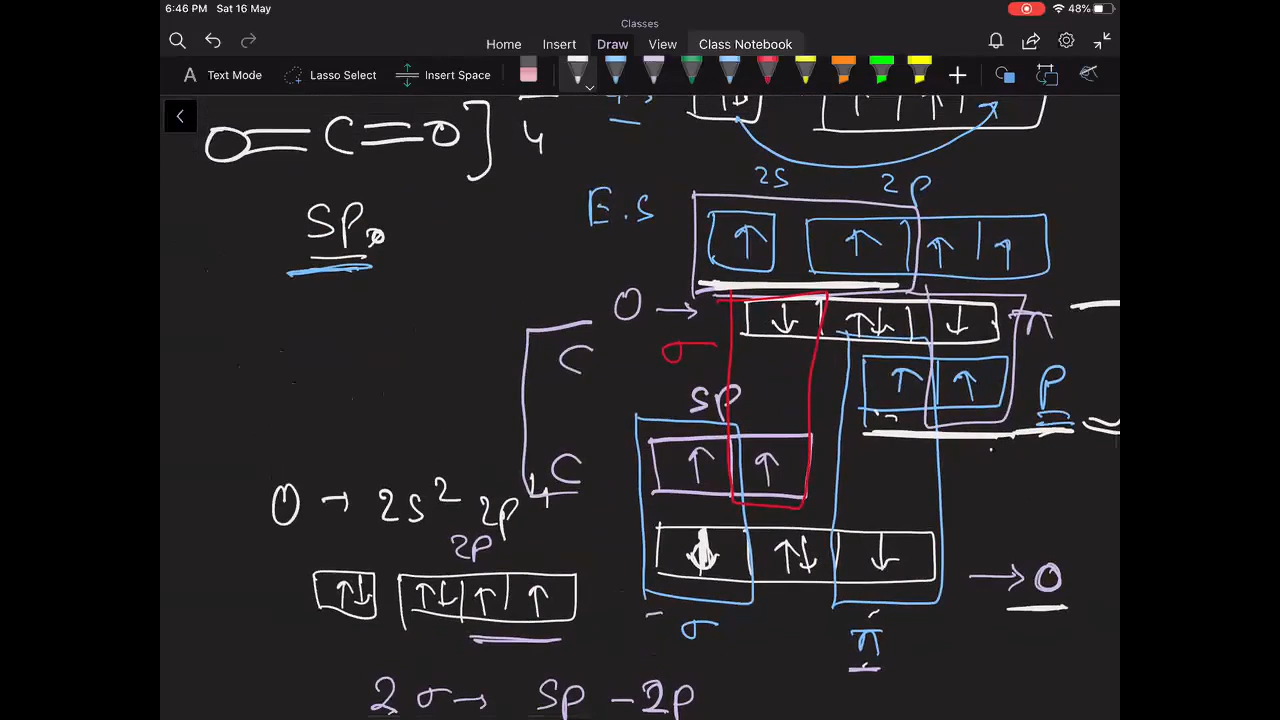 6:46 PM Sat 16 May
48%
Classes
Home Insert Draw View Class Notebook
Text Mode Lasso Select Insert Space
O=C=O]
4
SP
2S 2P
E.S ↑ ↑ ↑ ↑
O → ↓ ↑↓ ↓ π
σ
C ↑ ↑ P
SP
C ↑ ↑
O → 2S² 2P⁴
2P
↓ ↑↓ ↓ → O
↑↓ ↑↓ ↑ ↑
σ π
2 σ → SP - 2P